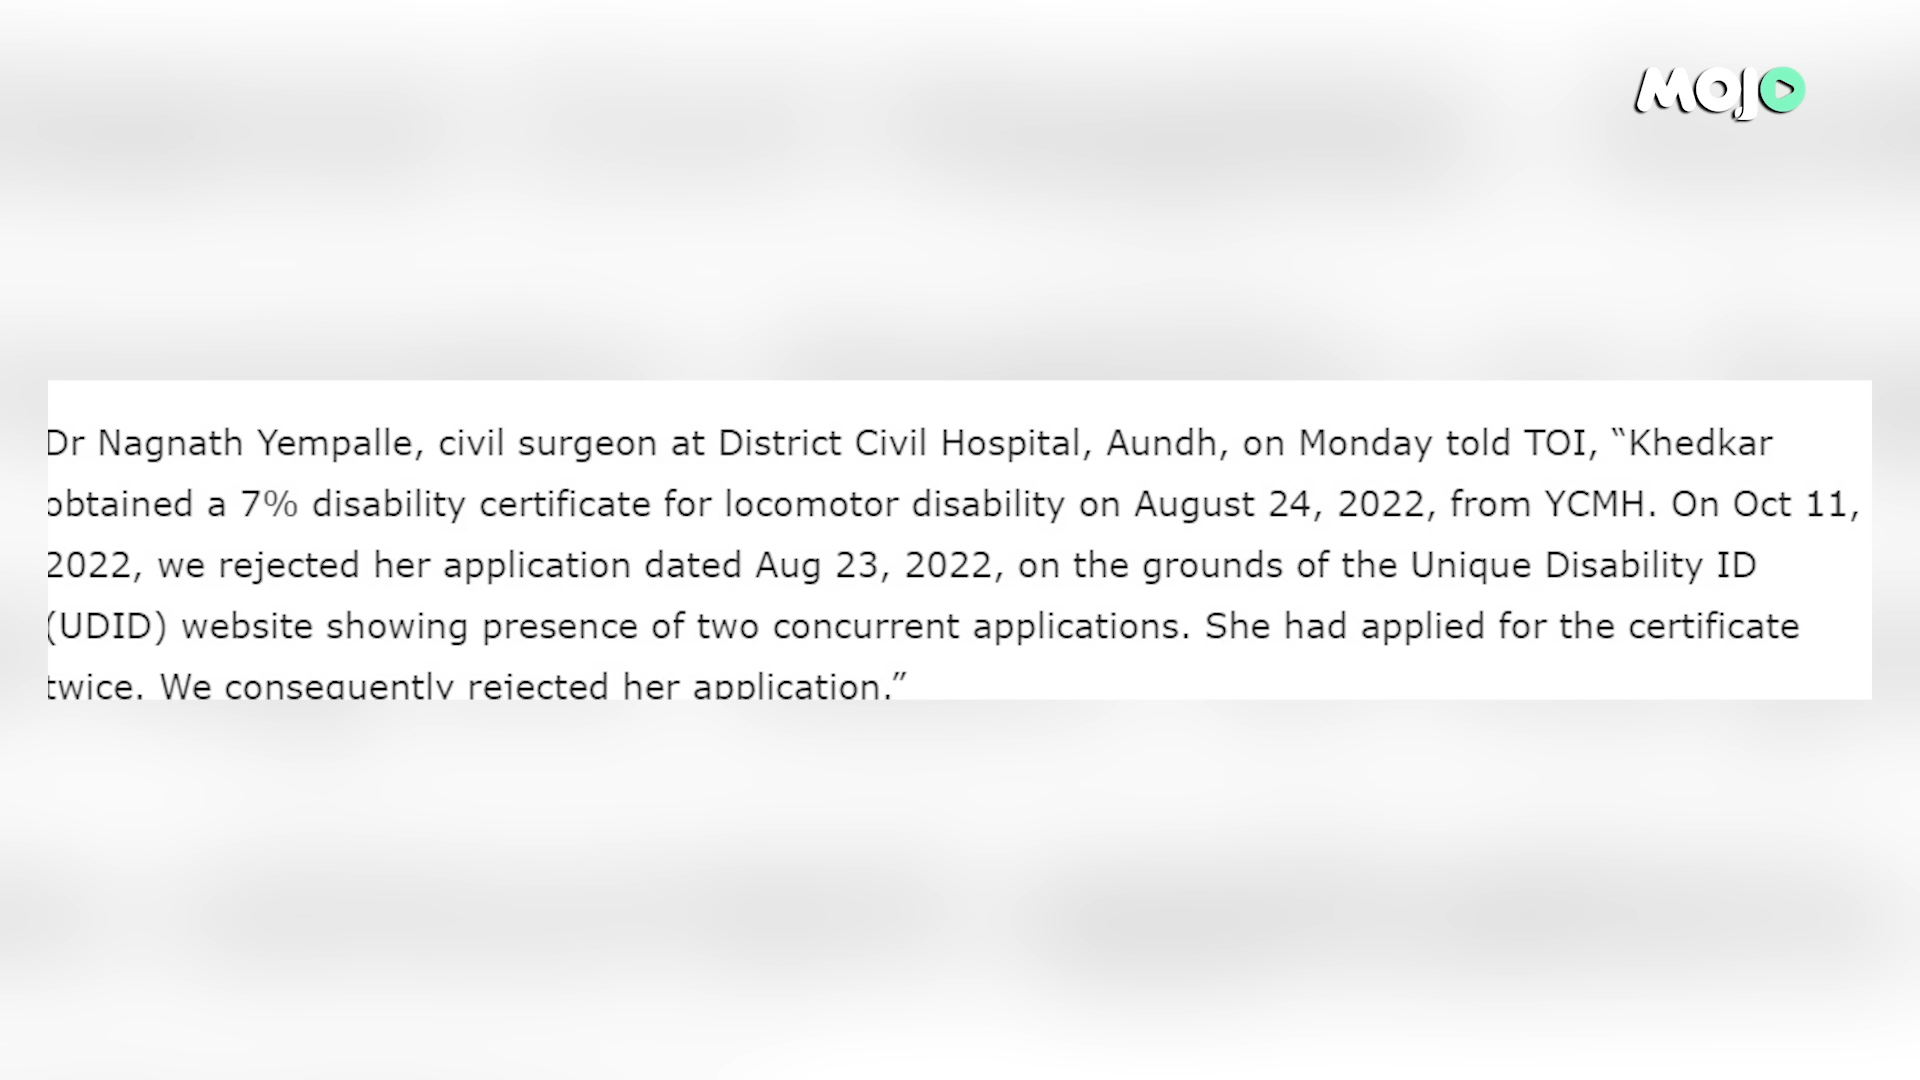 MOJO
Dr Nagnath Yempalle, civil surgeon at District Civil Hospital, Aundh, on Monday told TOI, “Khedkar
obtained a 7% disability certificate for locomotor disability on August 24, 2022, from YCMH. On Oct 11,
2022, we rejected her application dated Aug 23, 2022, on the grounds of the Unique Disability ID
(UDID) website showing presence of two concurrent applications. She had applied for the certificate
twice. We consequently rejected her application.”